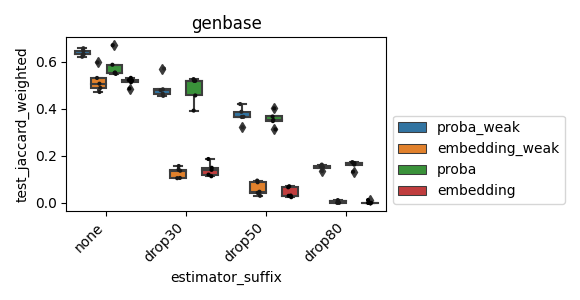 genbase
test_jaccard_weighted
0.6
0.4
0.2
0.0
none
drop30
drop50
drop80
estimator_suffix
proba_weak
embedding_weak
proba
embedding